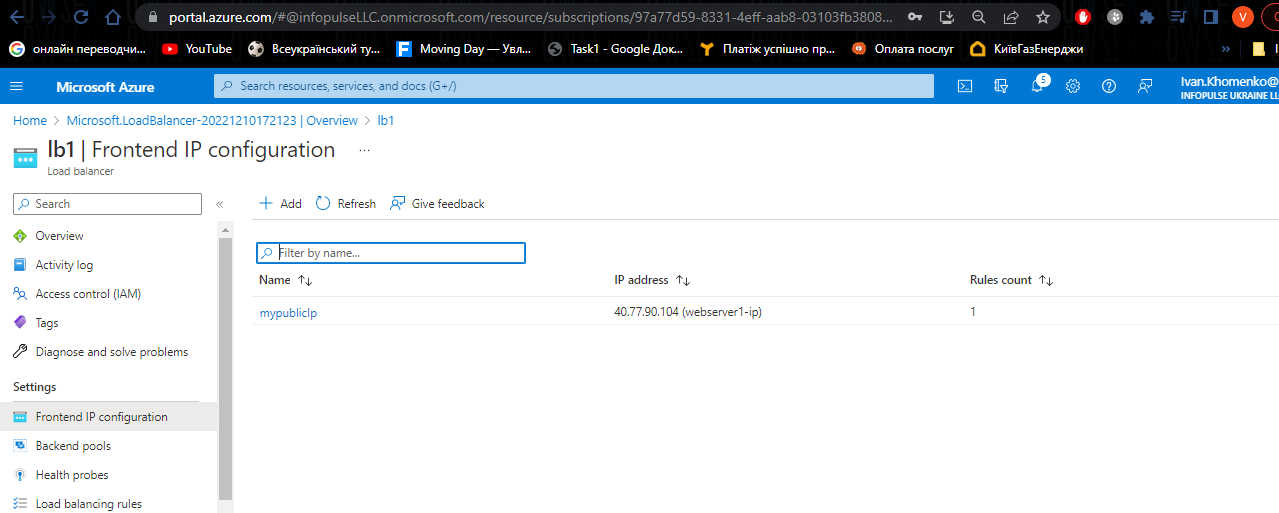 portal.azure.com/#@infopulseLLC.onmicrosoft.com/resource/subscriptions/97a77d59-8331-4eff-aab8-03103fb3808...
V
онлайн переводчи...
YouTube
Всеукраїнський ту...
Moving Day — Увл...
Task1 - Google Док...
Платіж успішно пр...
Оплата послуг
КиївГазЕнерджи
»
Microsoft Azure
Search resources, services, and docs (G+/)
5
Ivan.Khomenko@
INFOPULSE UKRAINE LL
Home > Microsoft.LoadBalancer-20221210172123 | Overview > lb1
lb1 | Frontend IP configuration ...
Load balancer
Search
«
Add
Refresh
Give feedback
Overview
Activity log
Access control (IAM)
Tags
Diagnose and solve problems
Settings
Frontend IP configuration
Backend pools
Health probes
Load balancing rules
Filter by name...
Name ↑↓ IP address ↑↓ Rules count ↑↓
mypublicIp 40.77.90.104 (webserver1-ip) 1